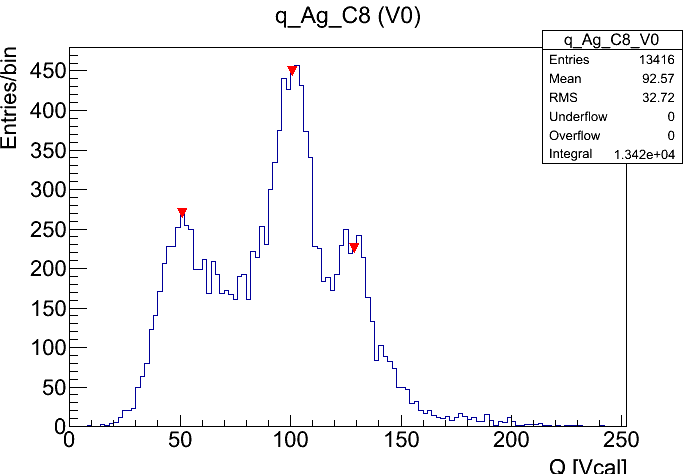 q_Ag_C8 (V0)
q_Ag_C8_V0
Entries 13416
Mean 92.57
RMS 32.72
Underflow 0
Overflow 0
Integral 1.342e+04
Entries/bin
450
400
350
300
250
200
150
100
50
0
0 50 100 150 200 250
Q [Vcal]